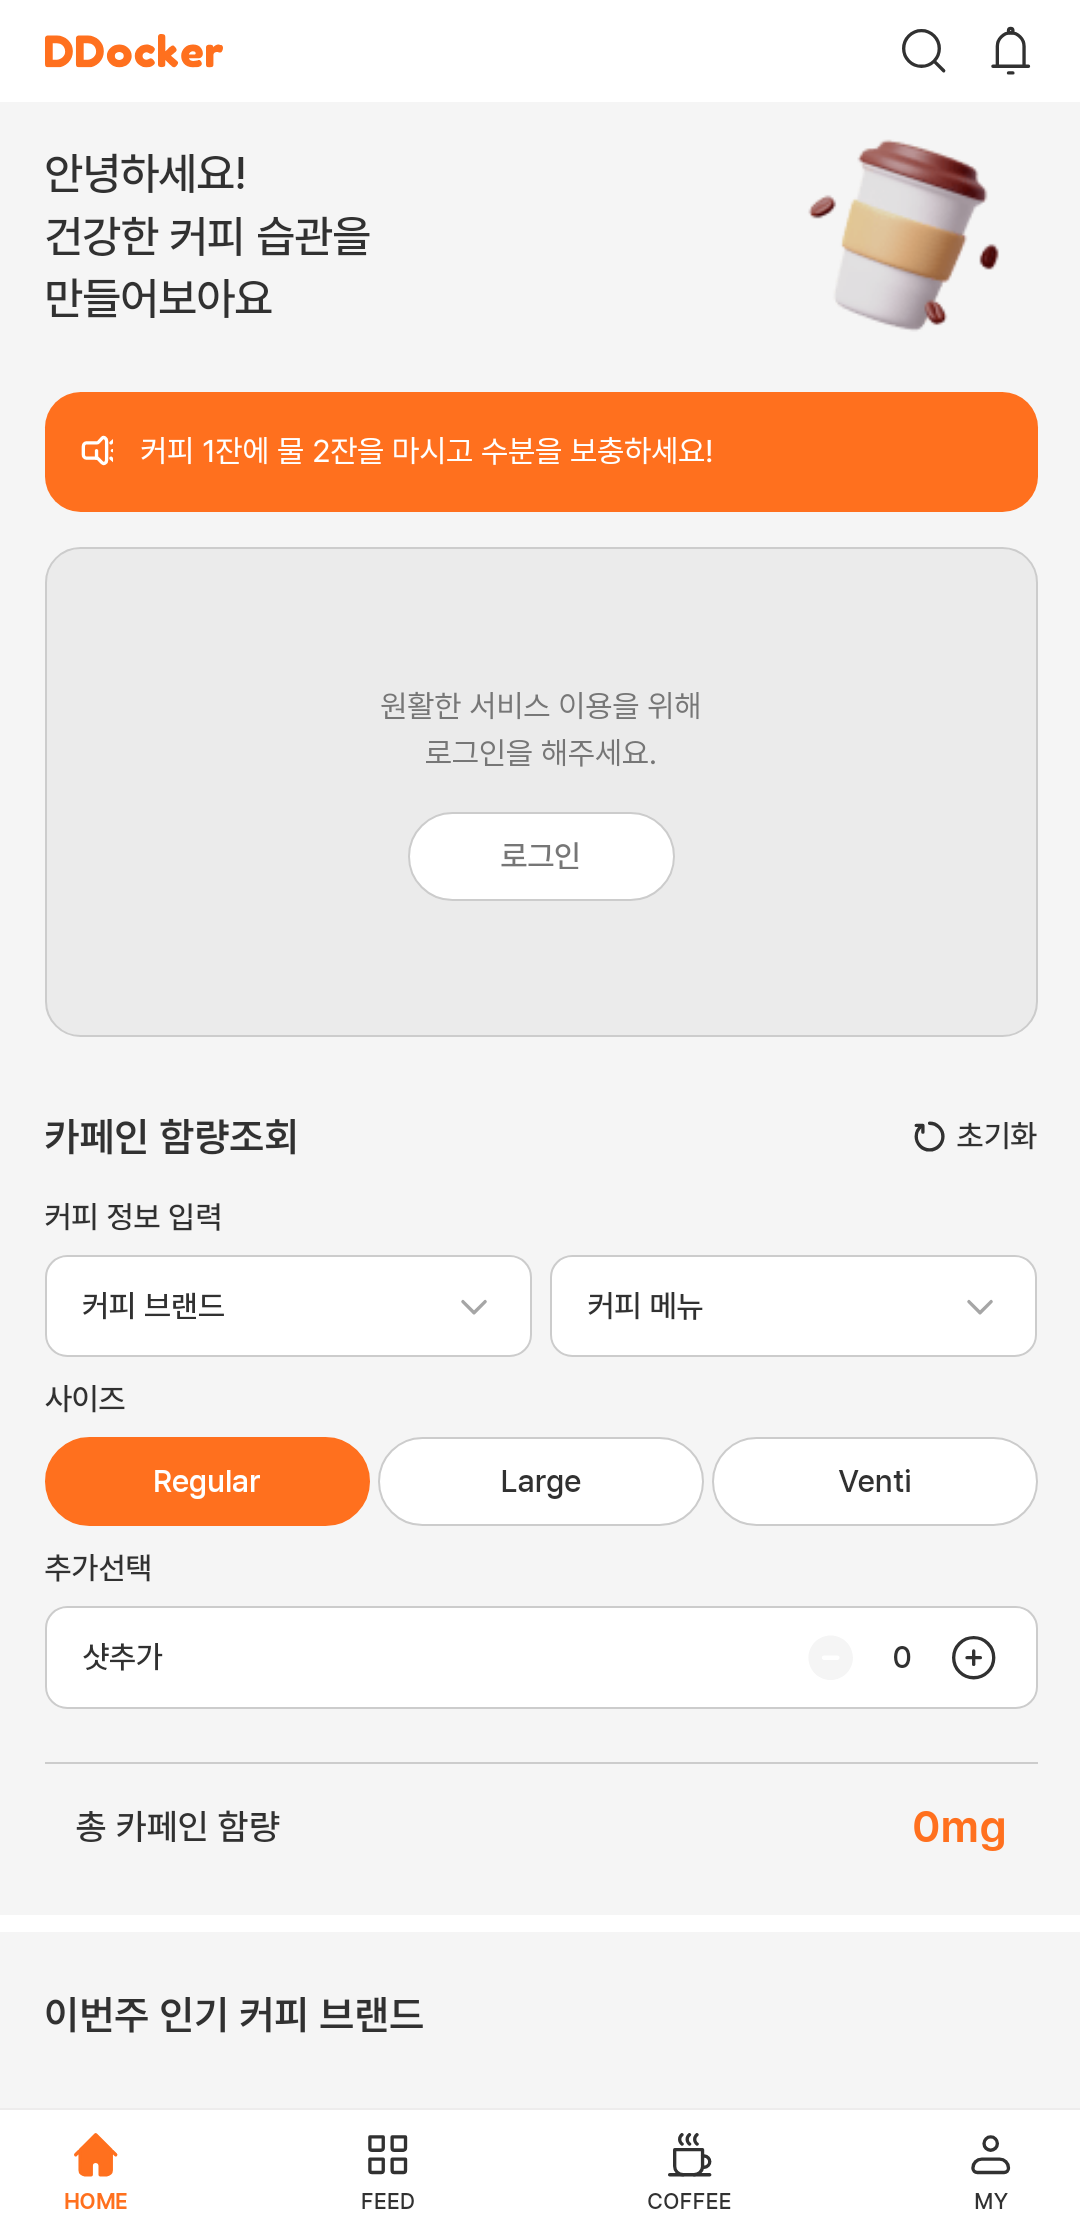 DDocker
안녕하세요!
건강한 커피 습관을
만들어보아요
커피 1잔에 물 2잔을 마시고 수분을 보충하세요!
원활한 서비스 이용을 위해
로그인을 해주세요.
로그인
카페인 함량조회
초기화
커피 정보 입력
커피 브랜드
커피 메뉴
사이즈
Regular
Large
Venti
추가선택
샷추가
0
총 카페인 함량
0mg
이번주 인기 커피 브랜드
HOME
FEED
COFFEE
MY